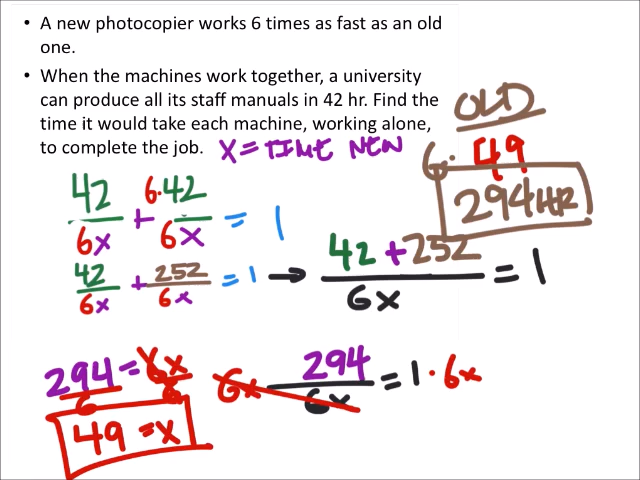 • A new photocopier works 6 times as fast as an old
one.
• When the machines work together, a university
can produce all its staff manuals in 42 hr. Find the
time it would take each machine, working alone,
to complete the job.
X = TIME NEW
OLD
6 · 49
294 HR
42/6x + 6·42/6x = 1
42/6x + 252/6x = 1 → 42 + 252/6x = 1
294/6 = 6x/6
6x 294/6x = 1 · 6x
49 = x